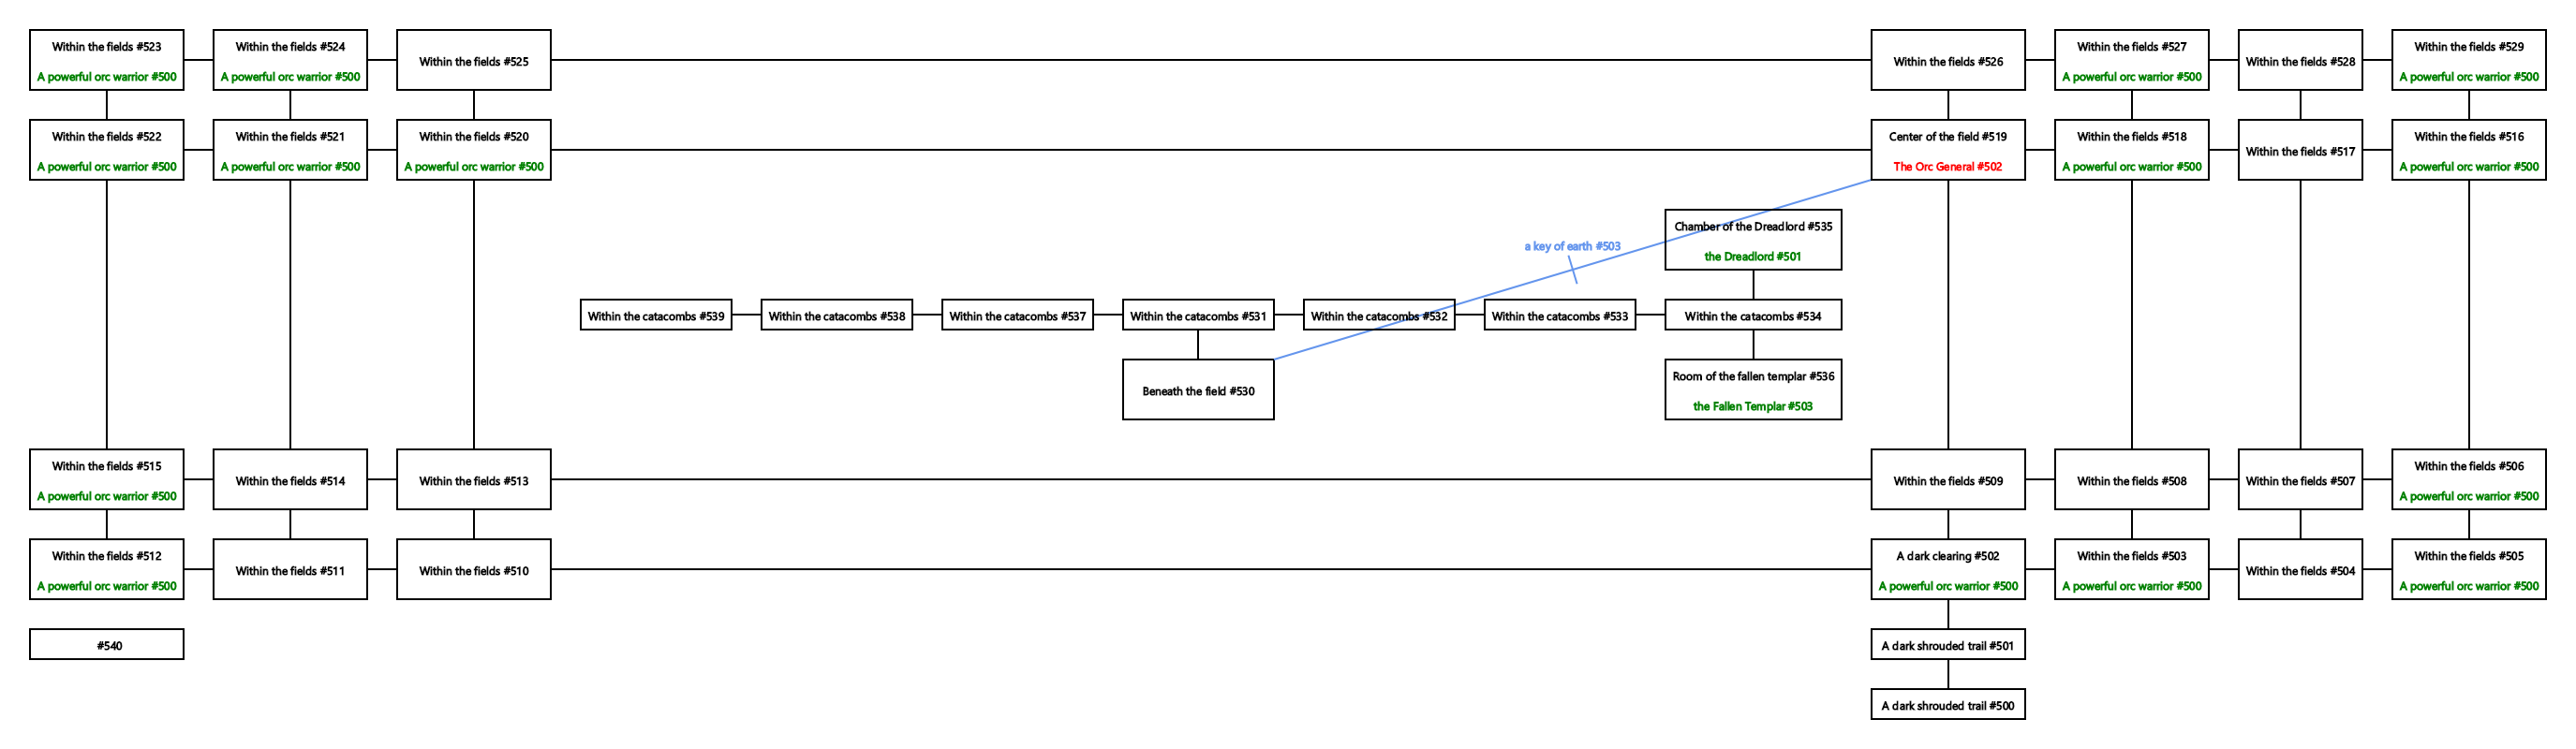 Within the fields #523
A powerful orc warrior #500
Within the fields #524
A powerful orc warrior #500
Within the fields #525
Within the fields #526
Within the fields #527
A powerful orc warrior #500
Within the fields #528
Within the fields #529
A powerful orc warrior #500
Within the fields #522
A powerful orc warrior #500
Within the fields #521
A powerful orc warrior #500
Within the fields #520
A powerful orc warrior #500
Center of the field #519
The Orc General #502
Within the fields #518
A powerful orc warrior #500
Within the fields #517
Within the fields #516
A powerful orc warrior #500
a key of earth #503
Chamber of the Dreadlord #535
the Dreadlord #501
Within the catacombs #539
Within the catacombs #538
Within the catacombs #537
Within the catacombs #531
Within the catacombs #532
Within the catacombs #533
Within the catacombs #534
Beneath the field #530
Room of the fallen templar #536
the Fallen Templar #503
Within the fields #515
A powerful orc warrior #500
Within the fields #514
Within the fields #513
Within the fields #509
Within the fields #508
Within the fields #507
Within the fields #506
A powerful orc warrior #500
Within the fields #512
A powerful orc warrior #500
Within the fields #511
Within the fields #510
A dark clearing #502
A powerful orc warrior #500
Within the fields #503
A powerful orc warrior #500
Within the fields #504
Within the fields #505
A powerful orc warrior #500
#540
A dark shrouded trail #501
A dark shrouded trail #500